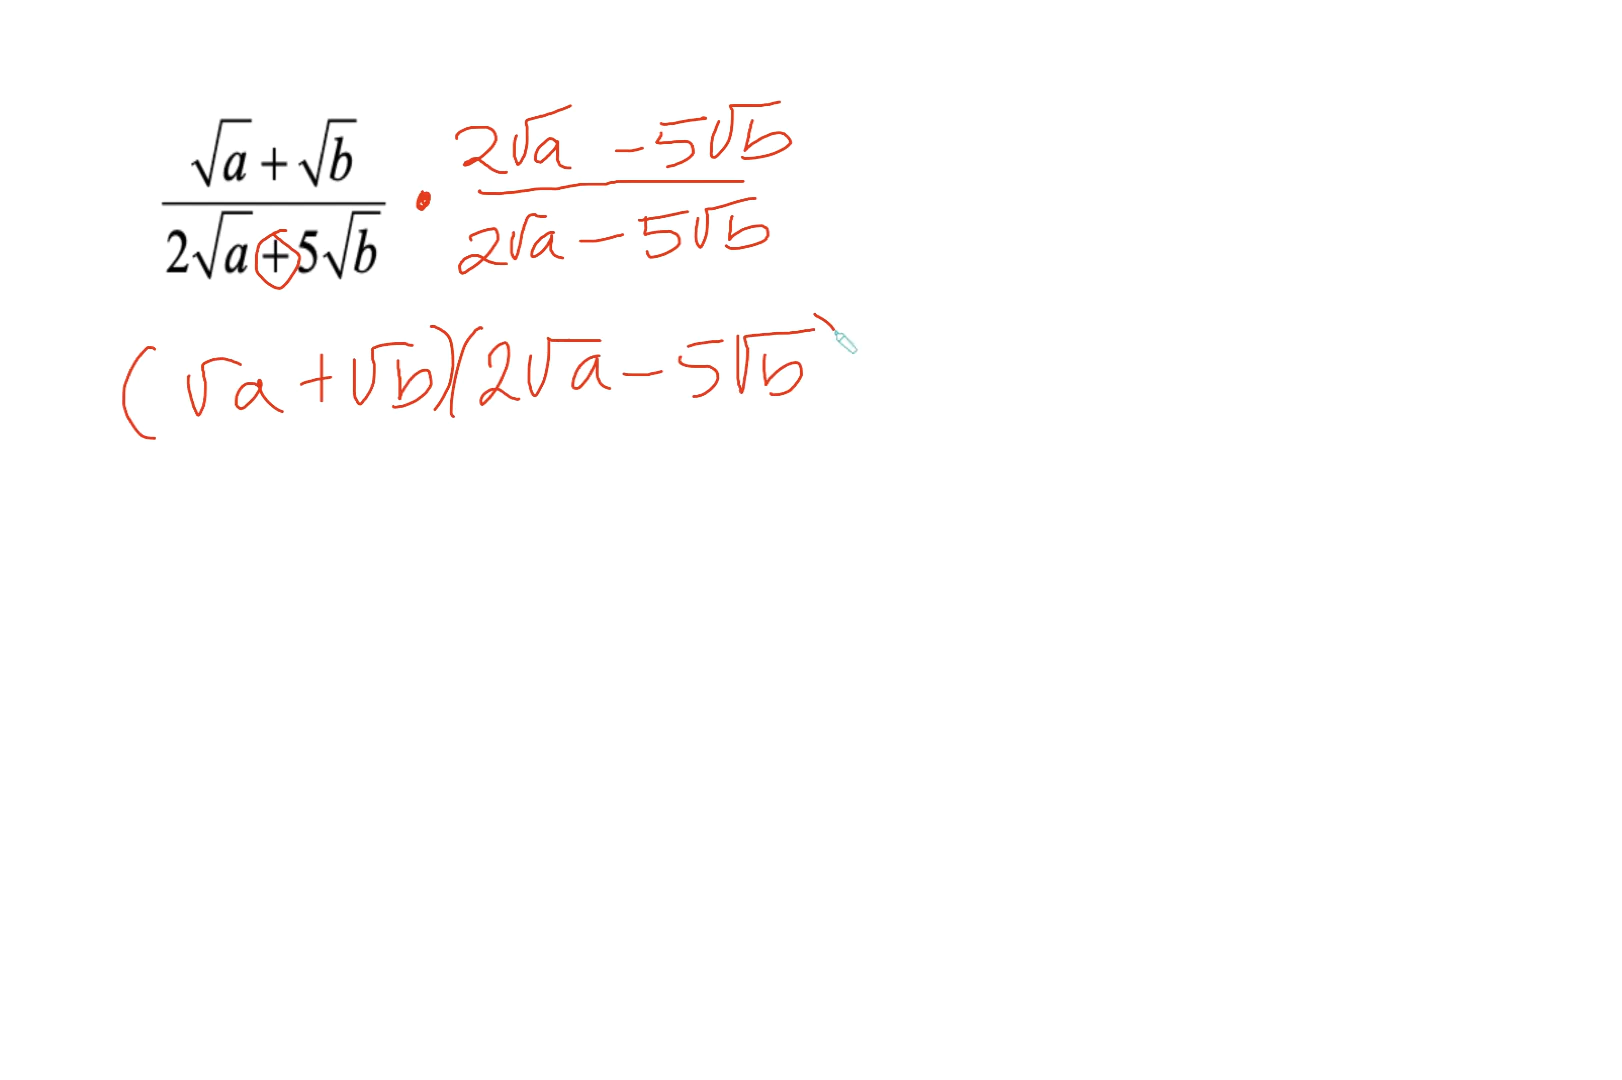 √a + √b / 2√a + 5√b • 2√a − 5√b / 2√a − 5√b
(√a + √b)(2√a − 5√b)